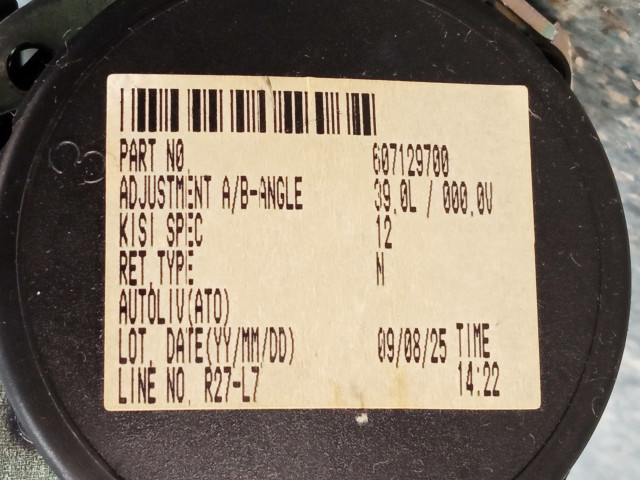 PART NO. 607129700
ADJUSTMENT A/B-ANGLE 39.0L / 000.0V
KISI SPEC 12
RET.TYPE N
AUTOLIV(ATO)
LOT. DATE(YY/MM/DD) 09/08/25 TIME
LINE NO. R27-L7 14:22
3